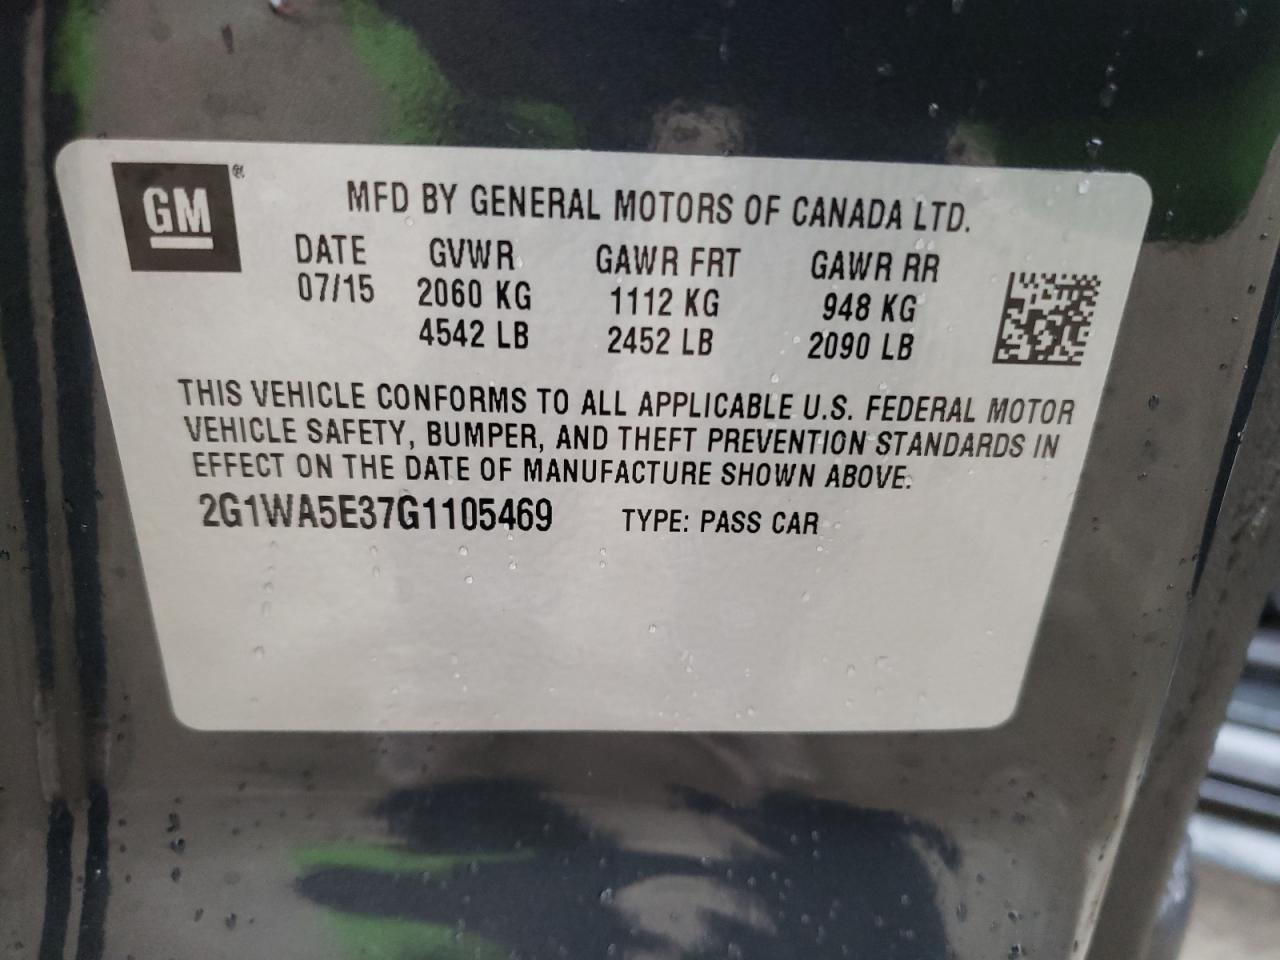 GM®
MFD BY GENERAL MOTORS OF CANADA LTD.
DATE GVWR GAWR FRT GAWR RR
07/15 2060 KG 1112 KG 948 KG
4542 LB 2452 LB 2090 LB
THIS VEHICLE CONFORMS TO ALL APPLICABLE U.S. FEDERAL MOTOR
VEHICLE SAFETY, BUMPER, AND THEFT PREVENTION STANDARDS IN
EFFECT ON THE DATE OF MANUFACTURE SHOWN ABOVE.
2G1WA5E37G1105469 TYPE: PASS CAR